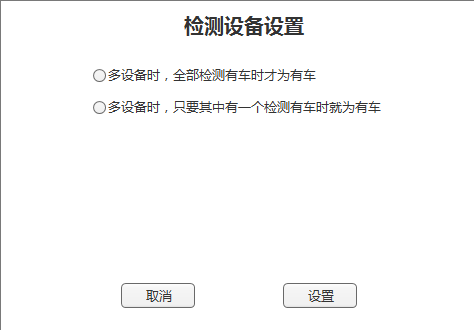 检测设备设置
多设备时，全部检测有车时才为有车
多设备时，只要其中有一个检测有车时就为有车
取消
设置